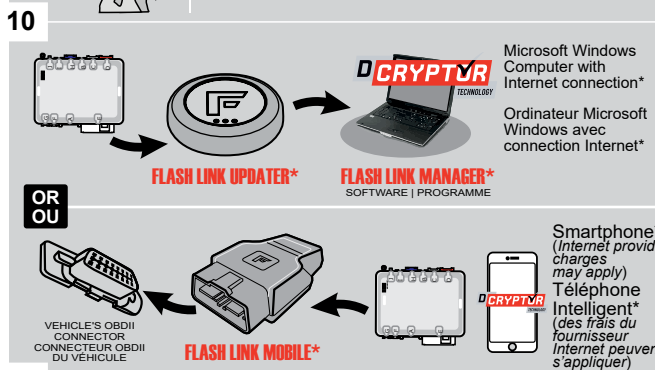 10
DCRYPTOR
TECHNOLOGY
Microsoft Windows
Computer with
Internet connection*
Ordinateur Microsoft
Windows avec
connection Internet*
FLASH LINK UPDATER*
FLASH LINK MANAGER*
SOFTWARE | PROGRAMME
OR
OU
VEHICLE'S OBDII
CONNECTOR
CONNECTEUR OBDII
DU VÉHICULE
FLASH LINK MOBILE*
DCRYPTOR
TECHNOLOGY
Smartphone
(Internet provid
charges
may apply)
Téléphone
Intelligent*
(des frais du
fournisseur
Internet peuver
s'appliquer)